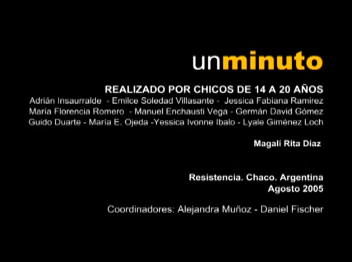 unminuto
REALIZADO POR CHICOS DE 14 A 20 AÑOS
Adrián Insaurralde - Emilce Soledad Villasante - Jessica Fabiana Ramirez
María Florencia Romero - Manuel Enchausti Vega - Germán David Gómez
Guido Duarte - María E. Ojeda -Yessica Ivonne Ibalo - Lyale Giménez Loch
Magali Rita Díaz
Resistencia. Chaco. Argentina
Agosto 2005
Coordinadores: Alejandra Muñoz - Daniel Fischer